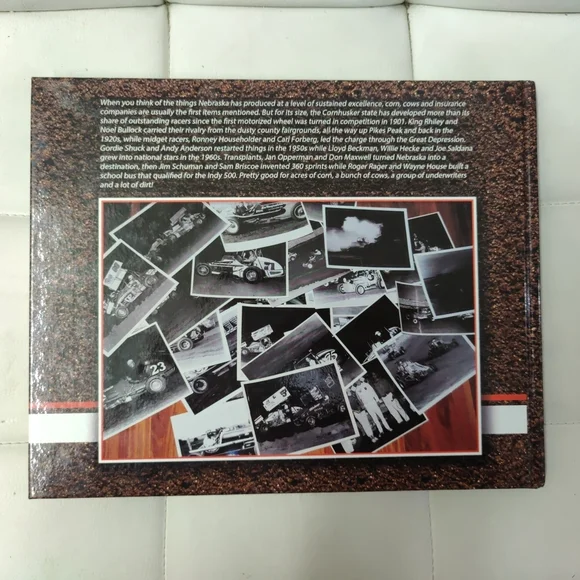 When you think of the things Nebraska has produced at a level of sustained excellence, corn, cows and insurance
companies are usually the first items mentioned. But for its size, the Cornhusker state has developed more than its
share of outstanding racers since the first motorized wheel was turned in competition in 1901. King Rhiley and
Noel Bullock carried their rivalry from the dusty county fairgrounds, all the way up Pikes Peak and back in the
1920s, while midget racers, Ronney Householder and Carl Forberg, led the charge through the Great Depression.
Gordie Shuck and Andy Anderson restarted things in the 1950s while Lloyd Beckman, Willie Hecke and Joe Saldana
grew into national stars in the 1960s. Transplants, Jan Opperman and Don Maxwell turned Nebraska into a
destination, then Jim Schuman and Sam Briscoe invented 360 sprints while Roger Rager and Wayne House built a
school bus that qualified for the Indy 500. Pretty good for acres of corn, a bunch of cows, a group of underwriters
and a lot of dirt!
23